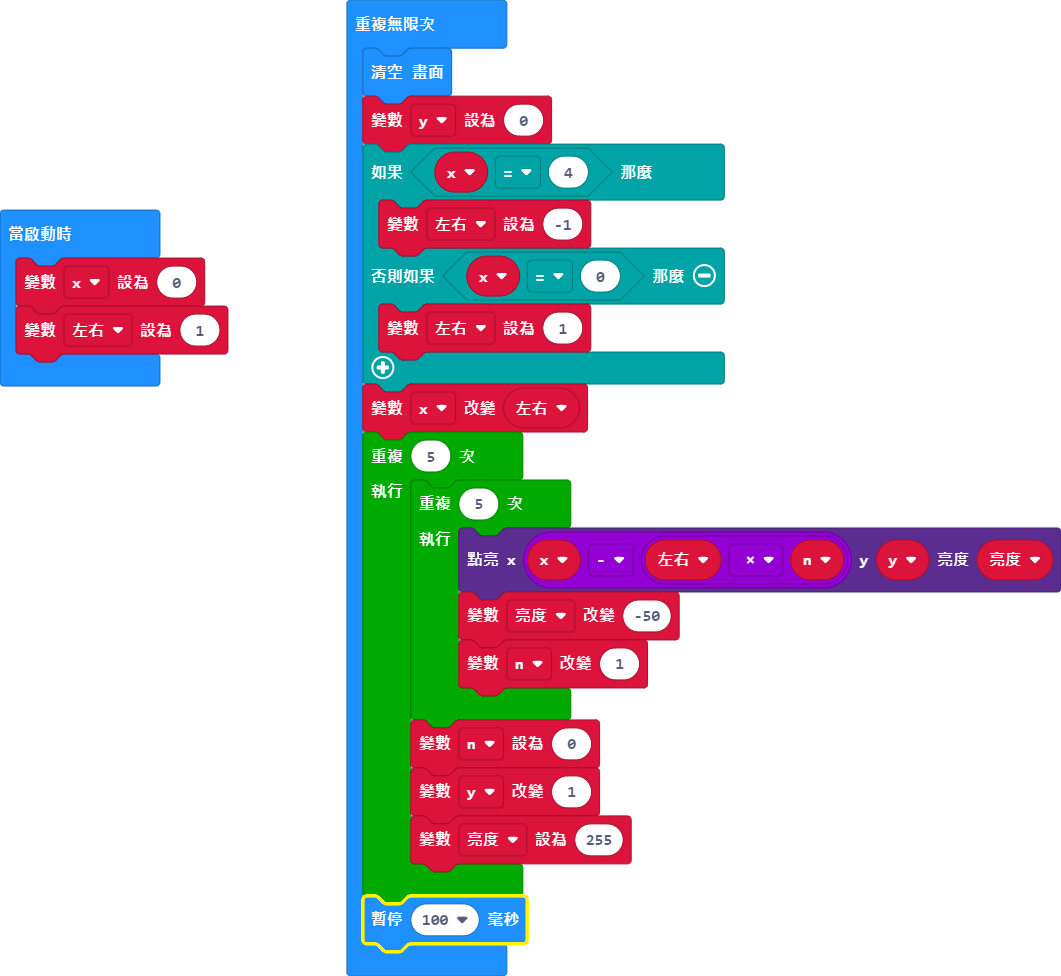 當啟動時
變數 x 設為 0
變數 左右 設為 1
重複無限次
清空 畫面
變數 y 設為 0
如果 x = 4 那麼
變數 左右 設為 -1
否則如果 x = 0 那麼
變數 左右 設為 1
變數 x 改變 左右
重複 5 次
執行
重複 5 次
執行
點亮 x x - 左右 × n y y 亮度 亮度
變數 亮度 改變 -50
變數 n 改變 1
變數 n 設為 0
變數 y 改變 1
變數 亮度 設為 255
暫停 100 毫秒